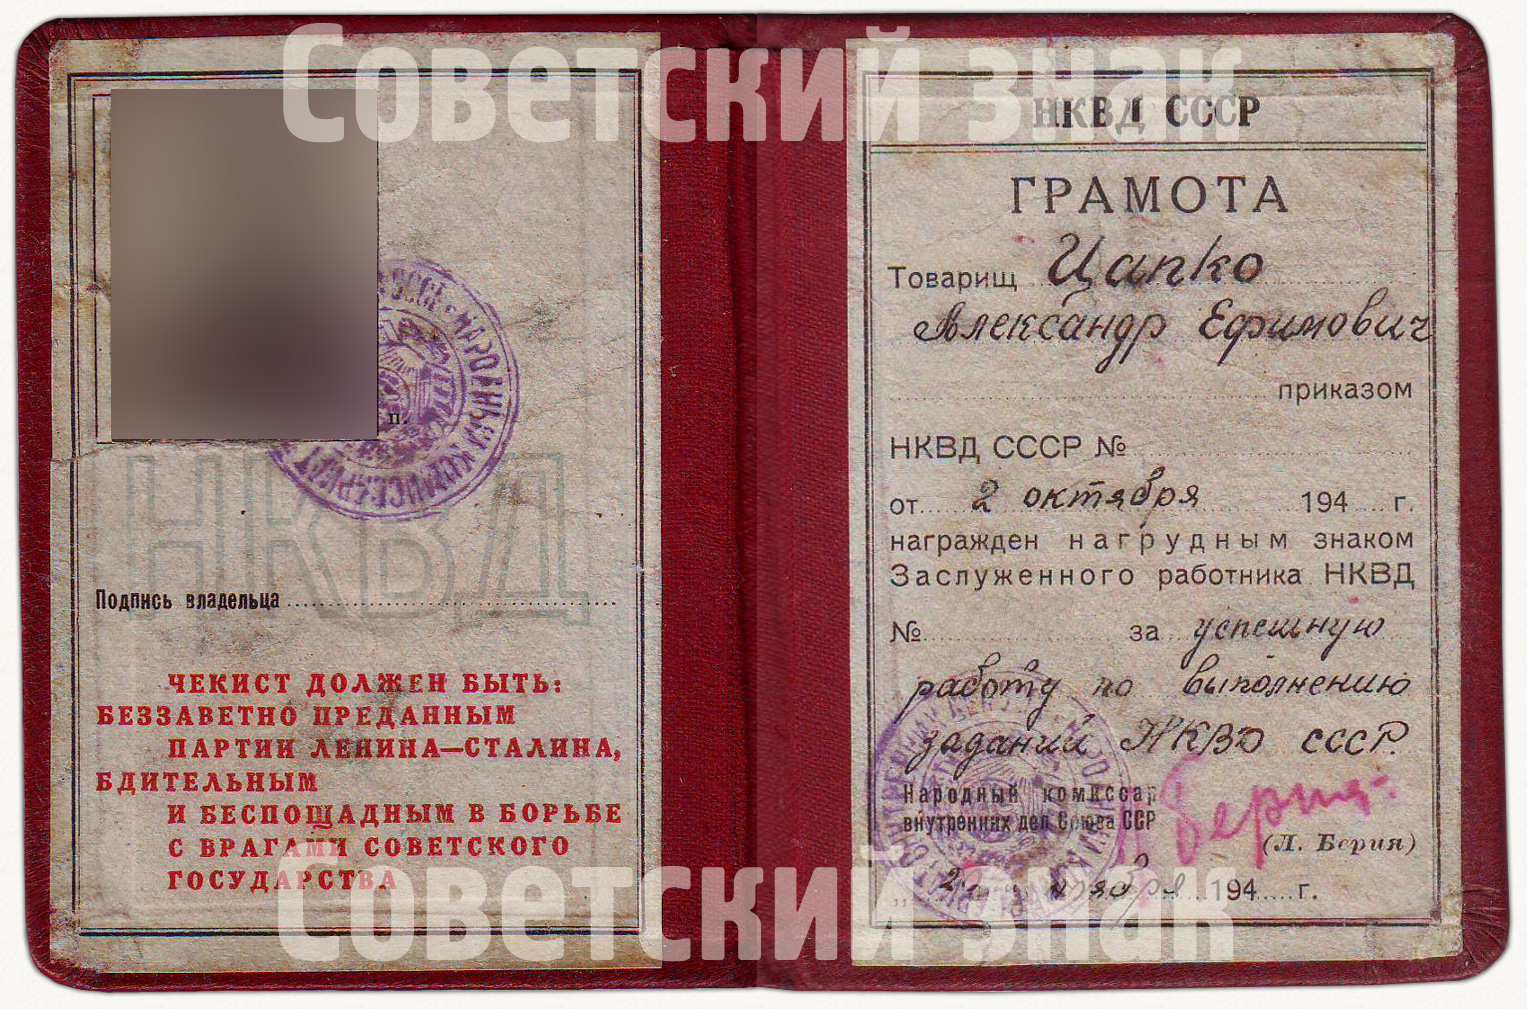 Советский знак
п.
НКВД
Подпись владельца
ЧЕКИСТ ДОЛЖЕН БЫТЬ:
БЕЗЗАВЕТНО ПРЕДАННЫМ
ПАРТИИ ЛЕНИНА—СТАЛИНА,
БДИТЕЛЬНЫМ
И БЕСПОЩАДНЫМ В БОРЬБЕ
С ВРАГАМИ СОВЕТСКОГО
ГОСУДАРСТВА
НКВД СССР
ГРАМОТА
Товарищ Цапко
Александр Ефимович
приказом
НКВД СССР №
от 2 октября 194 г.
награжден нагрудным знаком
Заслуженного работника НКВД
№ за успешную
работу по выполнению
заданий НКВД СССР.
Народный комиссар
внутренних дел Союза ССР
Берия
(Л. Берия)
194 г.
Советский знак